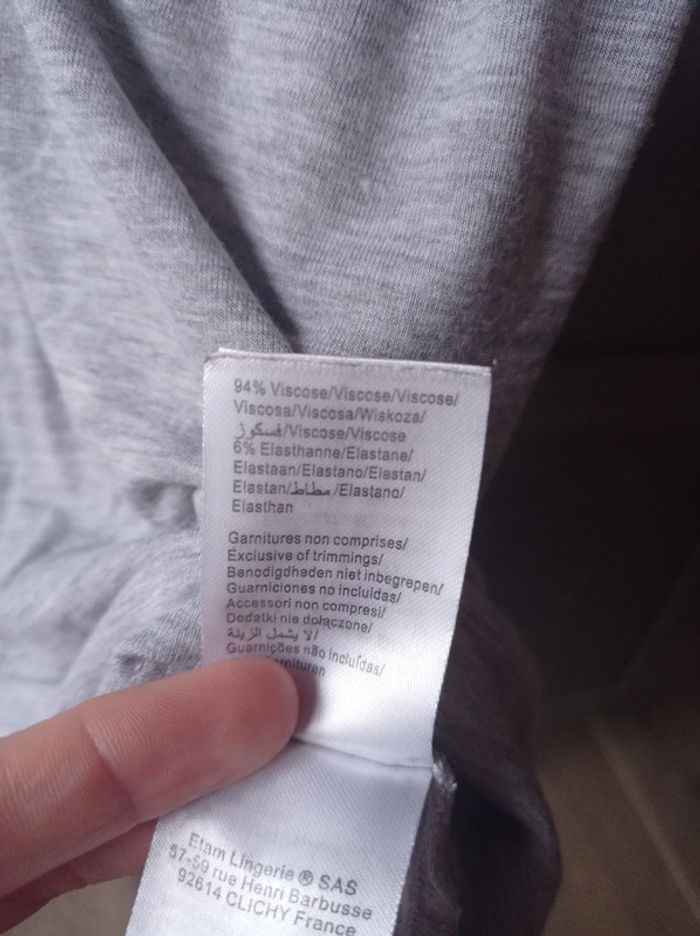 94% Viscose/Viscose/Viscose/
Viscosa/Viscosa/Wiskoza/
فسكوز/Viscose/Viscose
6% Elasthanne/Elastane/
Elastaan/Elastano/Elastan/
Elastan/مطاط/Elastano/
Elasthan
Garnitures non comprises/
Exclusive of trimmings/
Benodigdheden niet inbegrepen/
Guarniciones no incluidas/
Accessori non compresi/
Dodatki nie dołączone/
لا يشمل الزينة/
Guarnições não incluídas/
Etam Lingerie ® SAS
57-59 rue Henri Barbusse
92614 CLICHY France